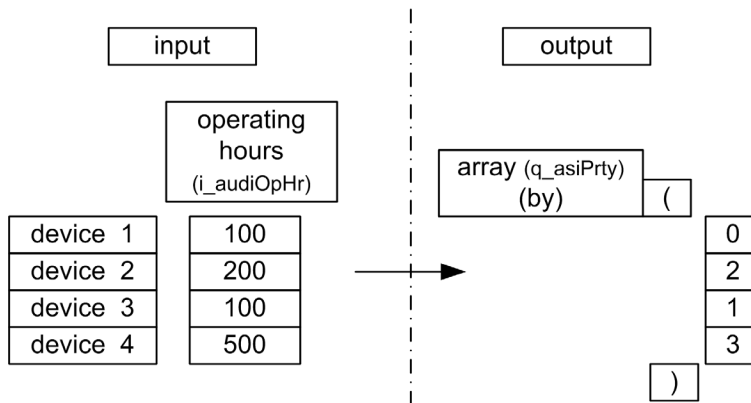 input
output
operating
hours
(i_audiOpHr)
array (q_asiPrty)
(by)
(
device 1
100
0
device 2
200
2
device 3
100
1
device 4
500
3
)